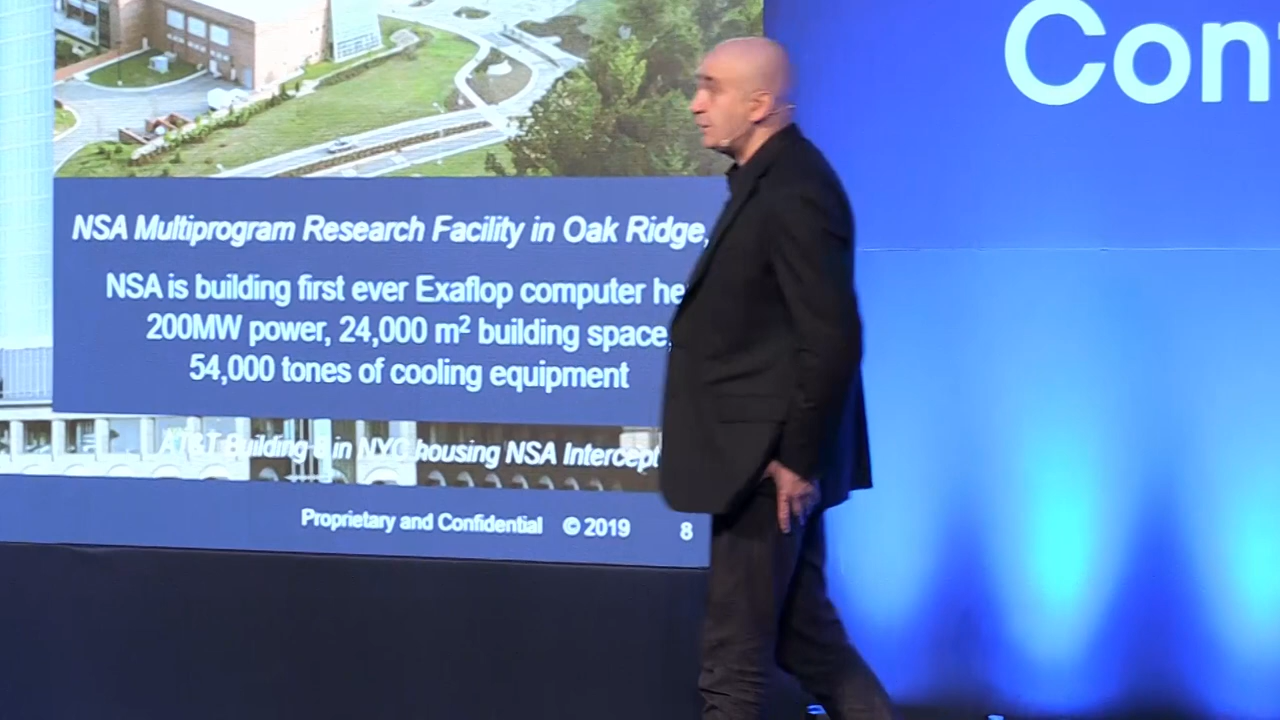 Con
NSA Multiprogram Research Facility in Oak Ridge,
NSA is building first ever Exaflop computer he
200MW power, 24,000 m² building space,
54,000 tones of cooling equipment
AT&T Building in NYC housing NSA Intercept
Proprietary and Confidential © 2019 8